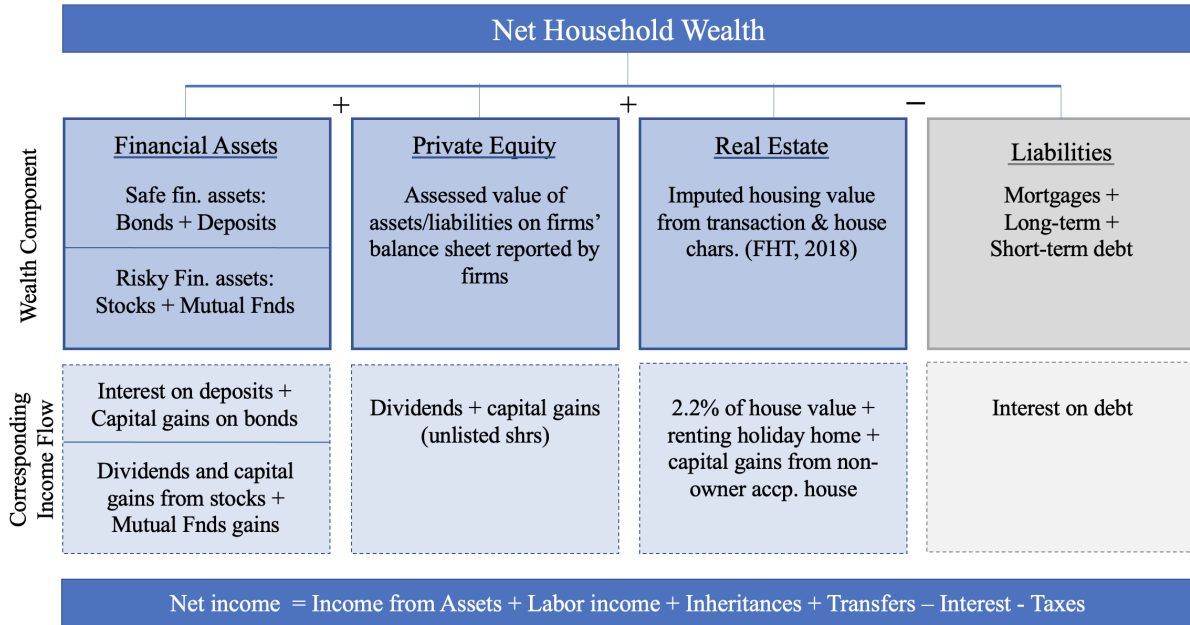 Net Household Wealth
+
+
−
Wealth Component
Financial Assets
Safe fin. assets:
Bonds + Deposits
Risky Fin. assets:
Stocks + Mutual Fnds
Private Equity
Assessed value of
assets/liabilities on firms’
balance sheet reported by
firms
Real Estate
Imputed housing value
from transaction & house
chars. (FHT, 2018)
Liabilities
Mortgages +
Long-term +
Short-term debt
Corresponding
Income Flow
Interest on deposits +
Capital gains on bonds
Dividends and capital
gains from stocks +
Mutual Fnds gains
Dividends + capital gains
(unlisted shrs)
2.2% of house value +
renting holiday home +
capital gains from non-
owner accp. house
Interest on debt
Net income = Income from Assets + Labor income + Inheritances + Transfers – Interest - Taxes